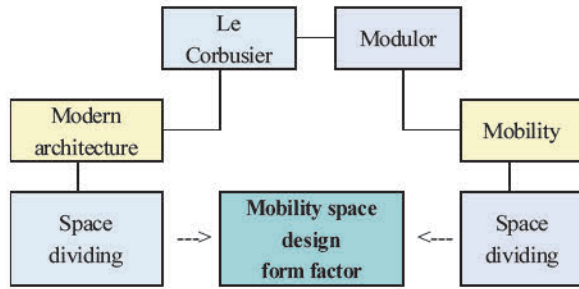 Le
Corbusier
Modulor
Modern
architecture
Mobility
Space
dividing
Mobility space
design
form factor
Space
dividing